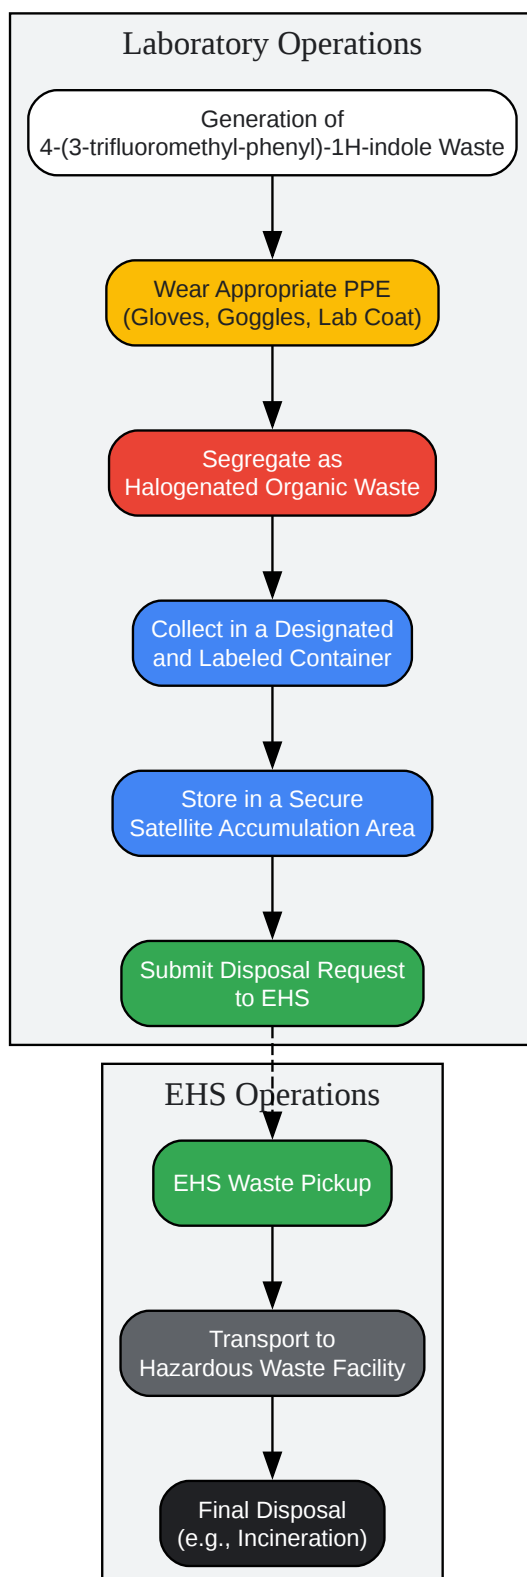 Laboratory Operations
Generation of
4-(3-trifluoromethyl-phenyl)-1H-indole Waste
Wear Appropriate PPE
(Gloves, Goggles, Lab Coat)
Segregate as
Halogenated Organic Waste
Collect in a Designated
and Labeled Container
Store in a Secure
Satellite Accumulation Area
Submit Disposal Request
to EHS
EHS Operations
EHS Waste Pickup
Transport to
Hazardous Waste Facility
Final Disposal
(e.g., Incineration)